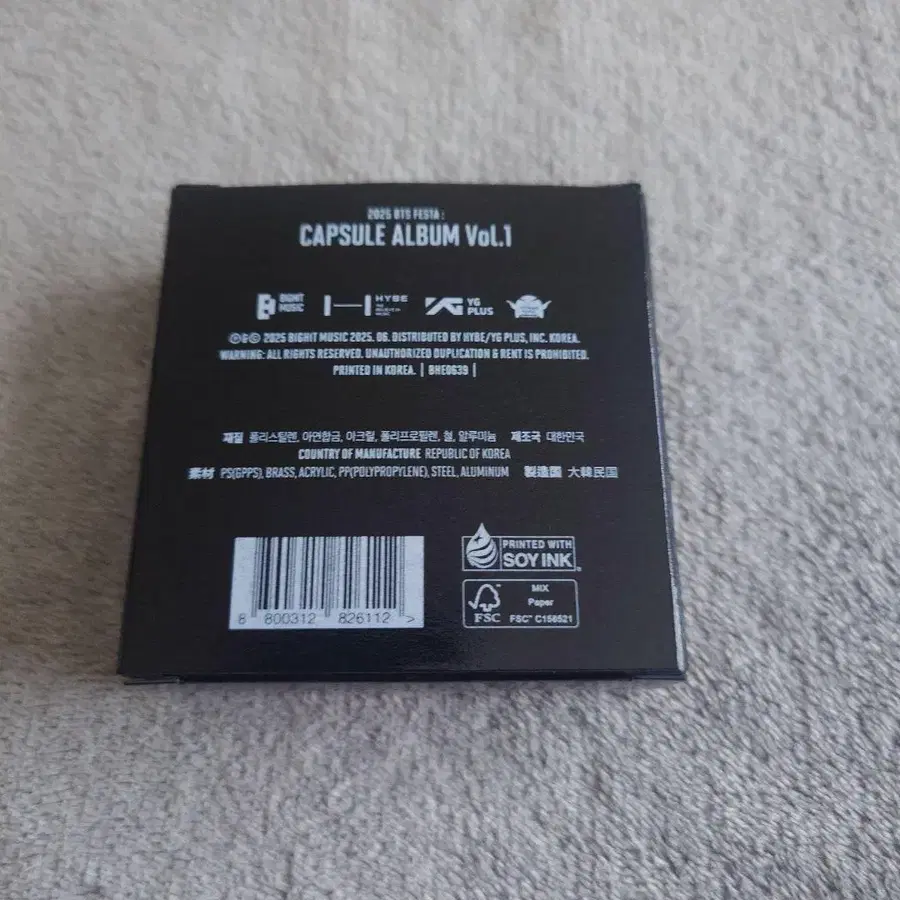 2025 BTS FESTA :
CAPSULE ALBUM Vol.1
BIGHIT MUSIC HYBE YG PLUS
℗&© 2025 BIGHIT MUSIC 2025. 06. DISTRIBUTED BY HYBE/YG PLUS, INC. KOREA.
WARNING: ALL RIGHTS RESERVED. UNAUTHORIZED DUPLICATION & RENT IS PROHIBITED.
PRINTED IN KOREA. | BHE0639 |
재질 폴리스틸렌, 아연합금, 아크릴, 폴리프로필렌, 철, 알루미늄 제조국 대한민국
COUNTRY OF MANUFACTURE REPUBLIC OF KOREA
素材 PS(GPPS), BRASS, ACRYLIC, PP(POLYPROPYLENE), STEEL, ALUMINUM 製造国 大韓民国
PRINTED WITH
SOY INK
MIX
Paper
FSC FSC™ C156521
8 800312 826112 >